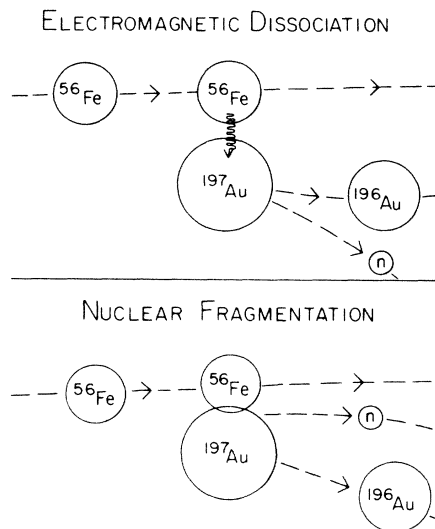 ELECTROMAGNETIC DISSOCIATION
56Fe 56Fe
197Au 196Au
n
NUCLEAR FRAGMENTATION
56Fe 56Fe
n
197Au
196Au